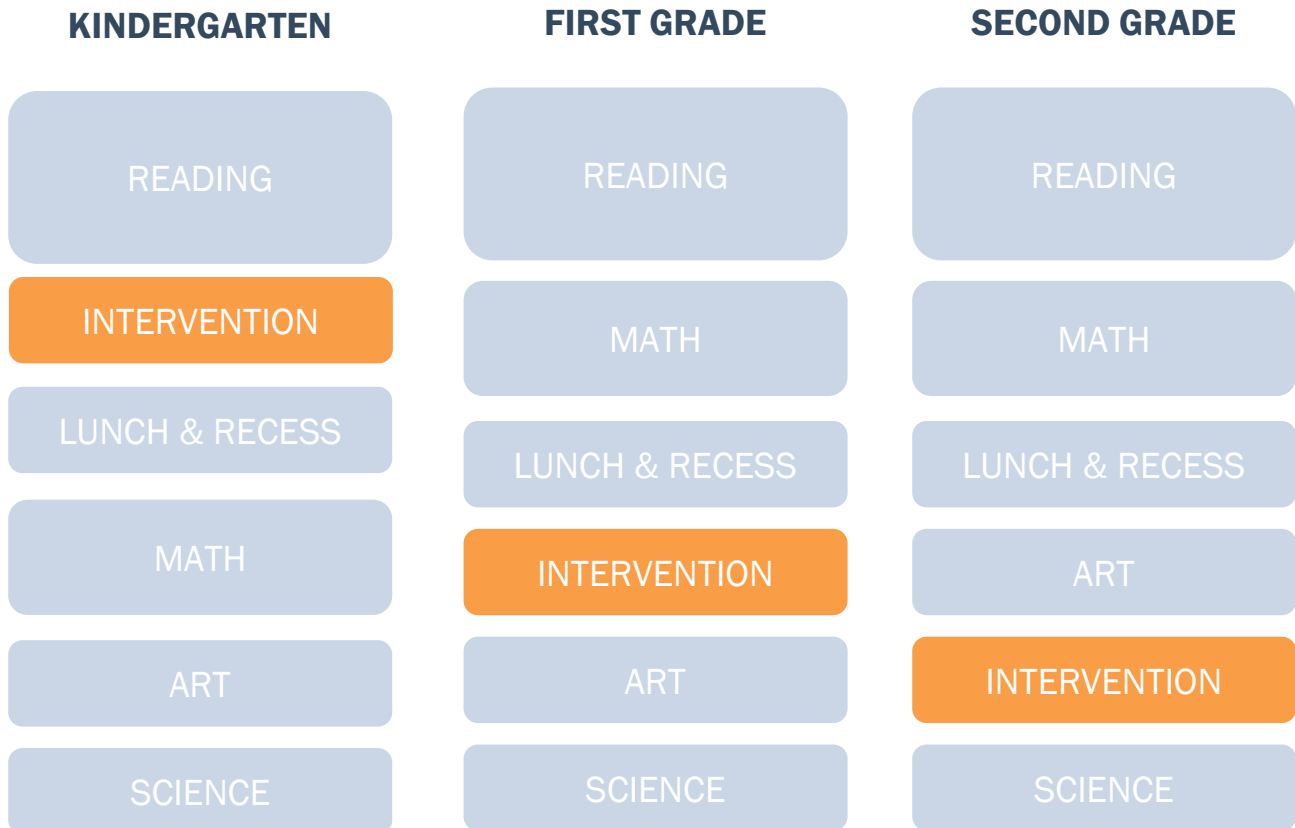 KINDERGARTEN
READING
INTERVENTION
LUNCH & RECESS
MATH
ART
SCIENCE
FIRST GRADE
READING
MATH
LUNCH & RECESS
INTERVENTION
ART
SCIENCE
SECOND GRADE
READING
MATH
LUNCH & RECESS
ART
INTERVENTION
SCIENCE